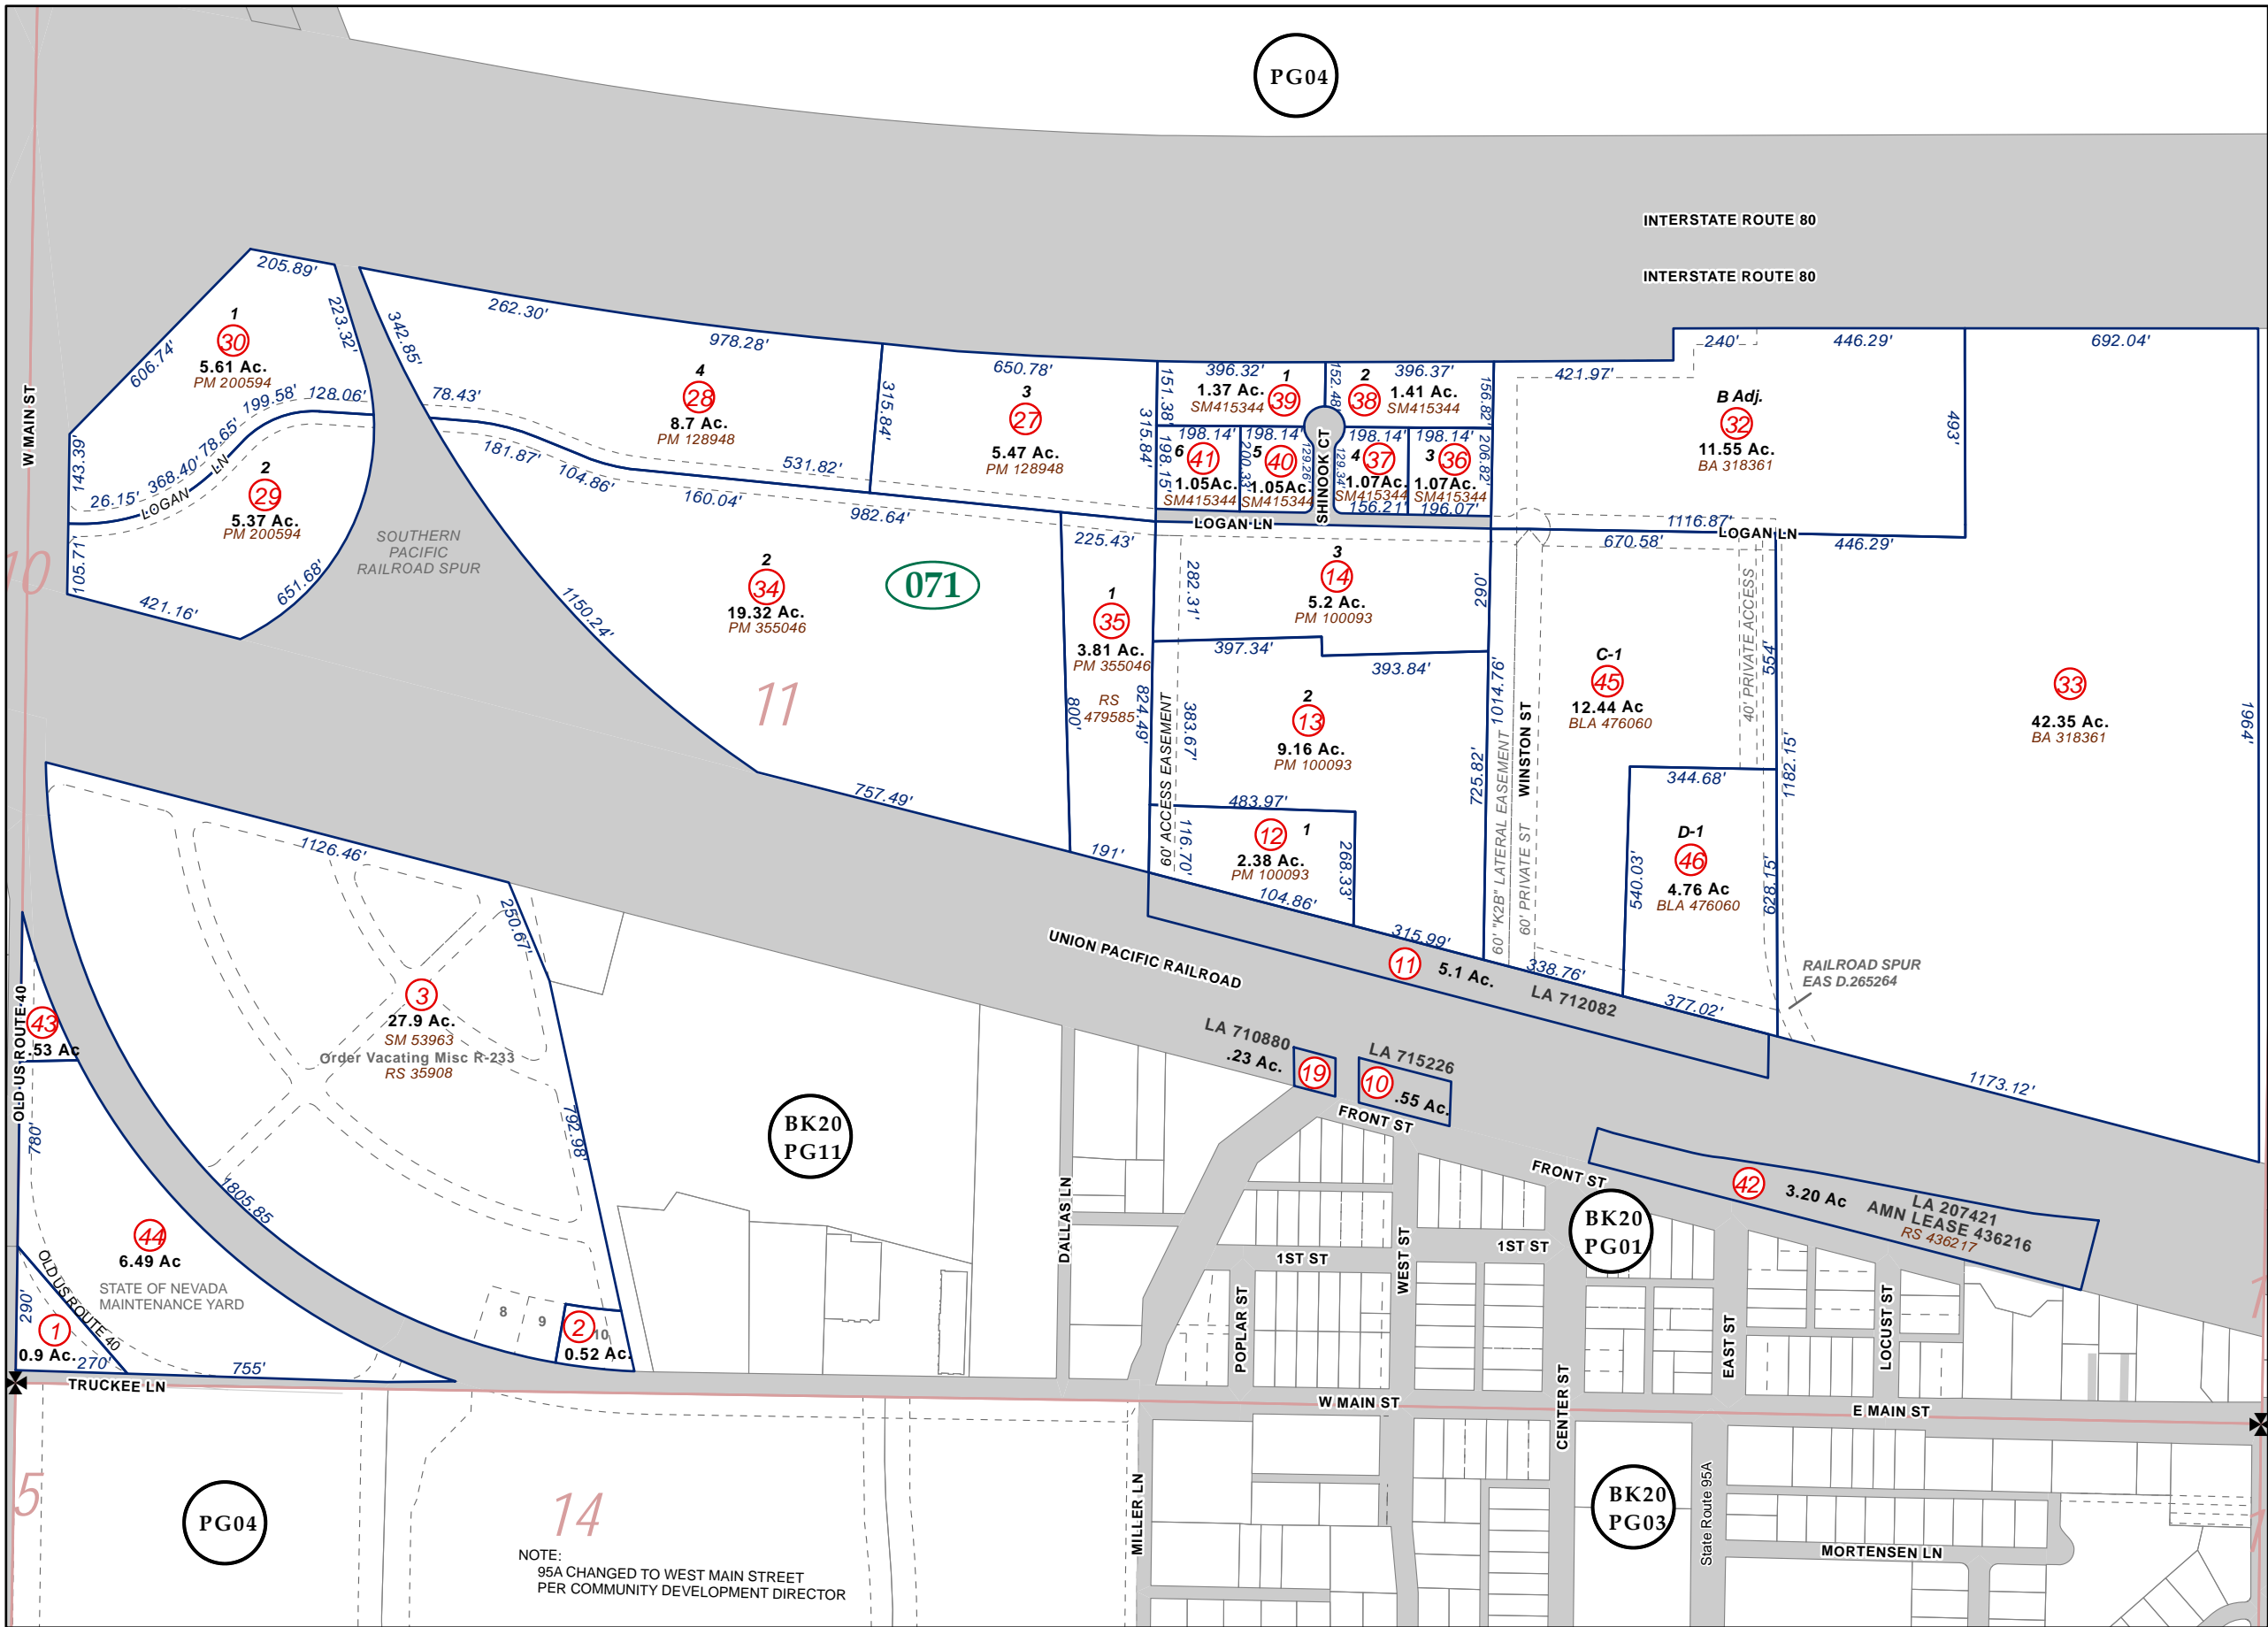 PG04
INTERSTATE ROUTE 80
INTERSTATE ROUTE 80
W MAIN ST
205.89'
606.74'
223.32'
1
30
5.61 Ac.
PM 200594
143.39'
26.15'
368.40'
78.65'
199.58'
128.06'
LOGAN LN
2
29
5.37 Ac.
PM 200594
105.71'
421.16'
651.68'
10
SOUTHERN
PACIFIC
RAILROAD SPUR
342.85'
262.30'
978.28'
4
28
8.7 Ac.
PM 128948
78.43'
181.87'
104.86'
531.82'
160.04'
982.64'
315.84'
650.78'
3
27
5.47 Ac.
PM 128948
315.84'
1150.24'
2
34
19.32 Ac.
PM 355046
071
11
757.49'
225.43'
1
35
3.81 Ac.
PM 355046
RS
479585
800'
824.49'
191'
396.32'
151.38'
1
1.37 Ac.
39
SM415344
152.48'
396.37'
2
38
1.41 Ac.
SM415344
156.82'
198.14'
198.15'
6
41
1.05Ac.
SM415344
198.14'
200.33'
5
40
1.05Ac.
SM415344
129.26'
SHINOOK CT
129.34'
198.14'
4
37
1.07Ac.
SM415344
156.21'
198.14'
3
36
1.07Ac.
SM415344
196.07'
206.82'
LOGAN LN
282.31'
3
14
5.2 Ac.
PM 100093
290'
397.34'
393.84'
383.67'
2
13
9.16 Ac.
PM 100093
725.82'
60' ACCESS EASEMENT
483.97'
116.70'
12
1
2.38 Ac.
PM 100093
268.33'
104.86'
315.99'
1014.76'
60' "K2B" LATERAL EASEMENT
WINSTON ST
60' PRIVATE ST
240'
421.97'
446.29'
B Adj.
32
11.55 Ac.
BA 318361
493'
1116.87'
LOGAN LN
670.58'
446.29'
C-1
45
12.44 Ac
BLA 476060
40' PRIVATE ACCESS
554'
1182.15'
344.68'
D-1
46
4.76 Ac
BLA 476060
540.03'
628.15'
338.76'
377.02'
692.04'
33
42.35 Ac.
BA 318361
1964'
1173.12'
RAILROAD SPUR
EAS D.265264
UNION PACIFIC RAILROAD
11
5.1 Ac.
LA 712082
LA 710880
.23 Ac.
19
LA 715226
10
.55 Ac.
FRONT ST
FRONT ST
42
3.20 Ac
LA 207421
AMN LEASE 436216
RS 436217
1126.46'
250.67'
3
27.9 Ac.
SM 53963
Order Vacating Misc R-233
RS 35908
792.98'
1805.85
43
.53 Ac
OLD US ROUTE 40
780'
44
6.49 Ac
STATE OF NEVADA
MAINTENANCE YARD
OLD US ROUTE 40
290'
1
0.9 Ac.
270'
755'
TRUCKEE LN
8
9
2
10
0.52 Ac.
BK20
PG11
DALLAS LN
POPLAR ST
1ST ST
WEST ST
1ST ST
BK20
PG01
CENTER ST
EAST ST
LOCUST ST
W MAIN ST
E MAIN ST
MILLER LN
State Route 95A
BK20
PG03
MORTENSEN LN
5
PG04
14
NOTE:
95A CHANGED TO WEST MAIN STREET
PER COMMUNITY DEVELOPMENT DIRECTOR